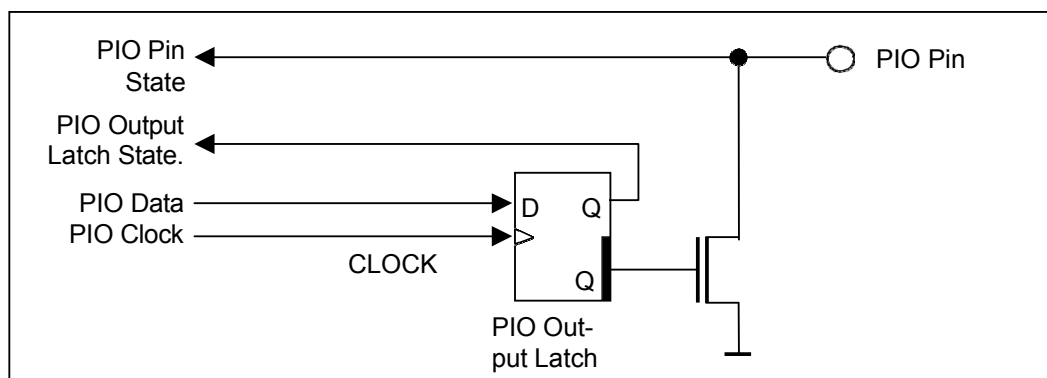 PIO Pin
State
PIO Pin
PIO Output
Latch State.
PIO Data
PIO Clock
CLOCK
D
Q
Q
PIO Out-
put Latch